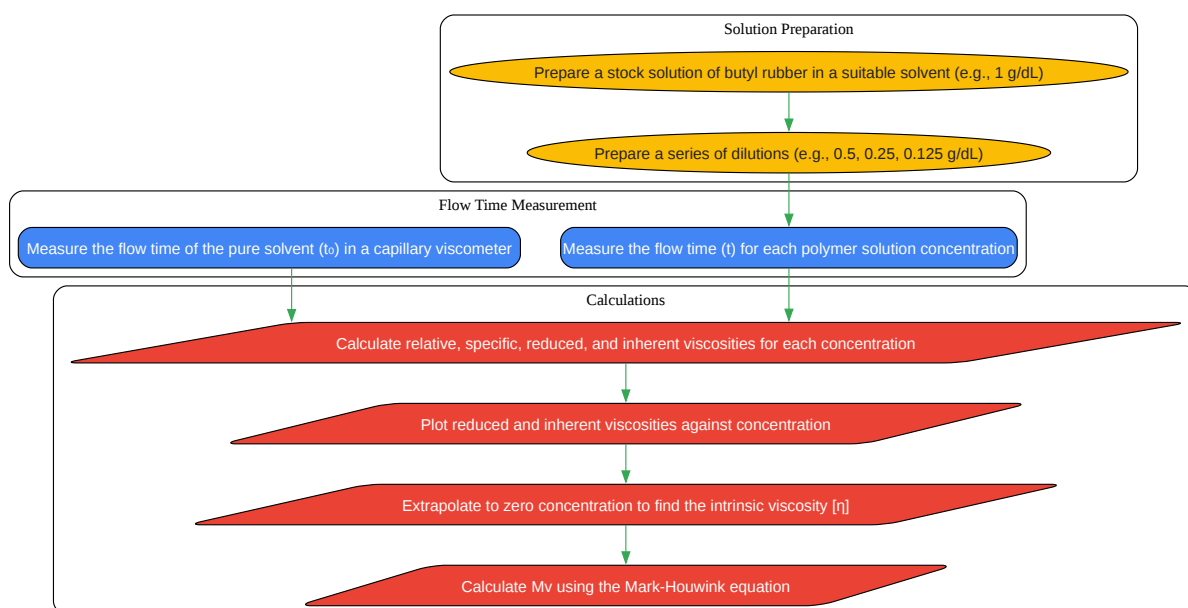 Solution Preparation
Prepare a stock solution of butyl rubber in a suitable solvent (e.g., 1 g/dL)
Prepare a series of dilutions (e.g., 0.5, 0.25, 0.125 g/dL)
Flow Time Measurement
Measure the flow time of the pure solvent (t₀) in a capillary viscometer
Measure the flow time (t) for each polymer solution concentration
Calculations
Calculate relative, specific, reduced, and inherent viscosities for each concentration
Plot reduced and inherent viscosities against concentration
Extrapolate to zero concentration to find the intrinsic viscosity [η]
Calculate Mv using the Mark-Houwink equation